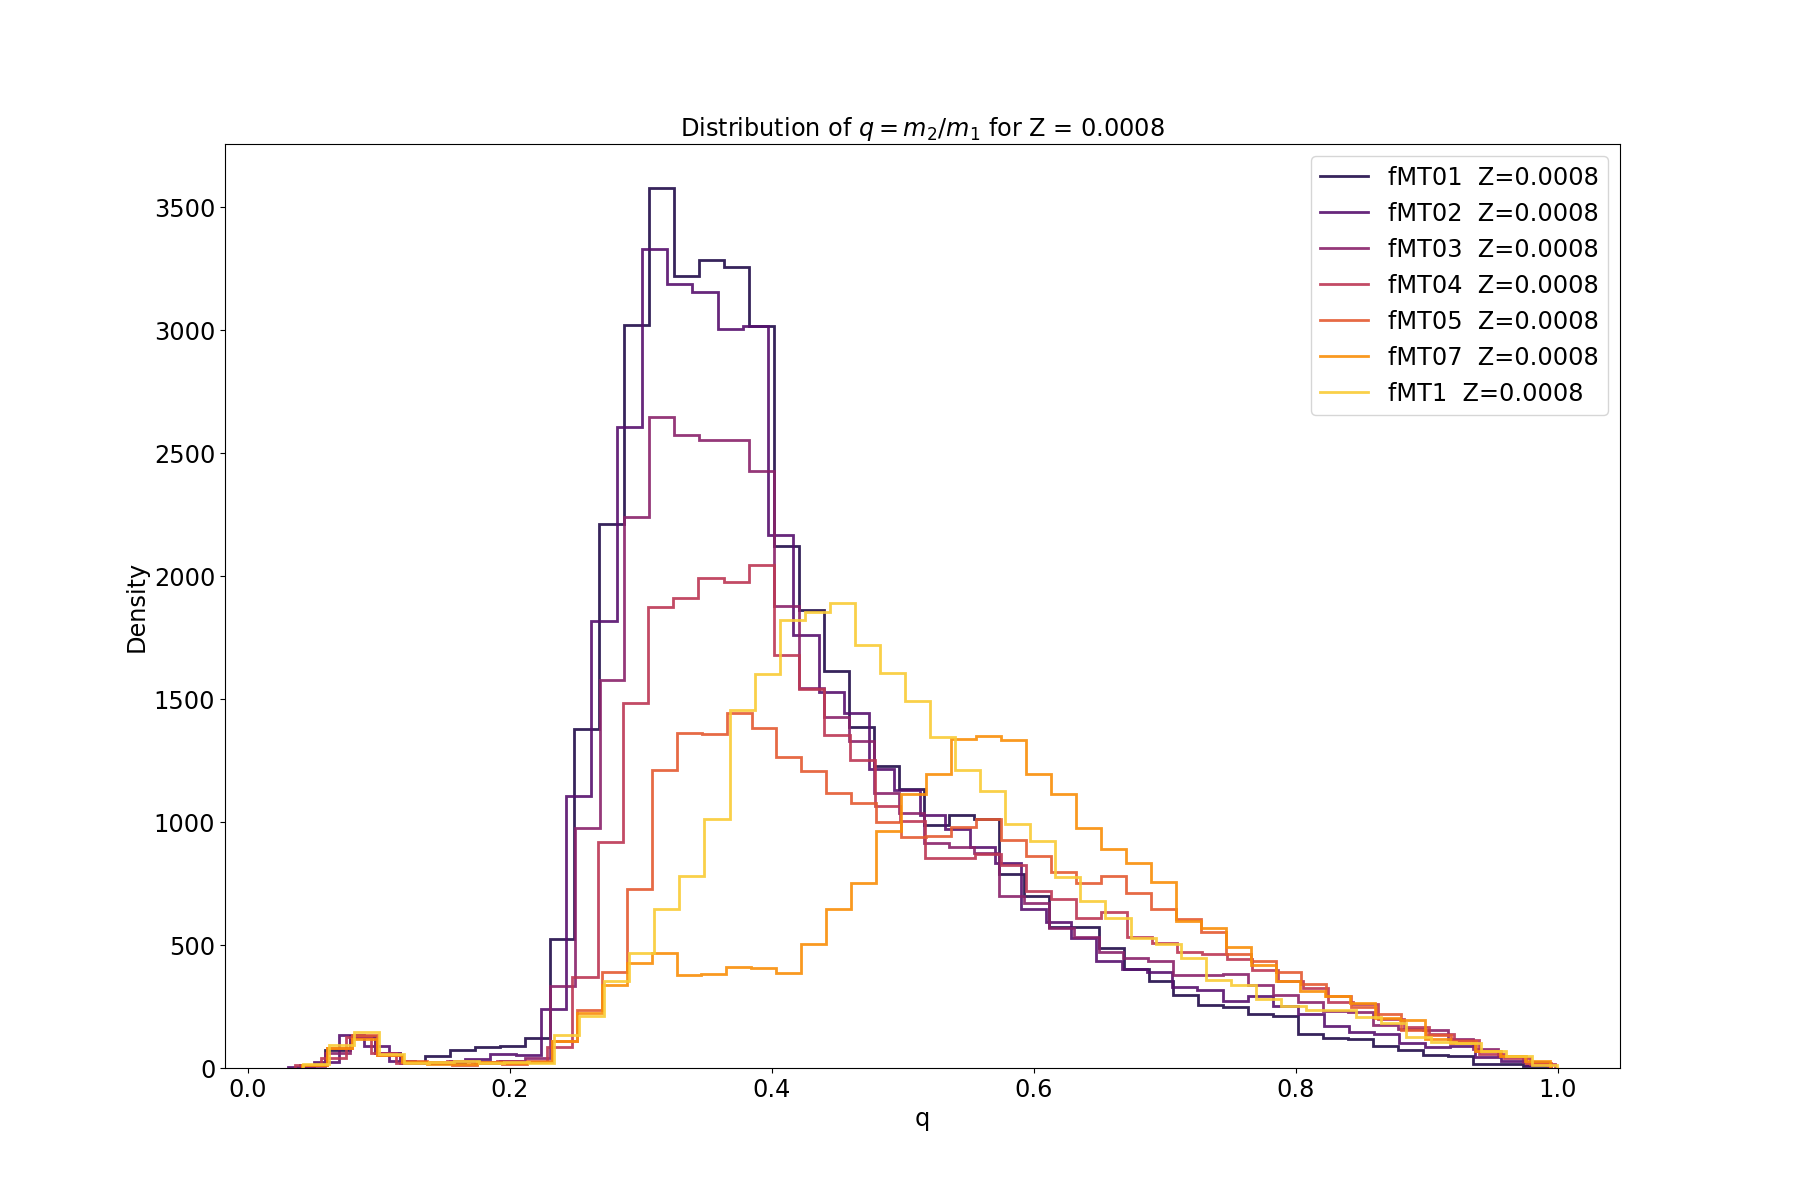 Distribution of q = m₂/m₁ for Z = 0.0008
fMT01 Z=0.0008
fMT02 Z=0.0008
fMT03 Z=0.0008
fMT04 Z=0.0008
fMT05 Z=0.0008
fMT07 Z=0.0008
fMT1 Z=0.0008
3500
3000
2500
2000
1500
1000
500
0
Density
0.0 0.2 0.4 0.6 0.8 1.0
q